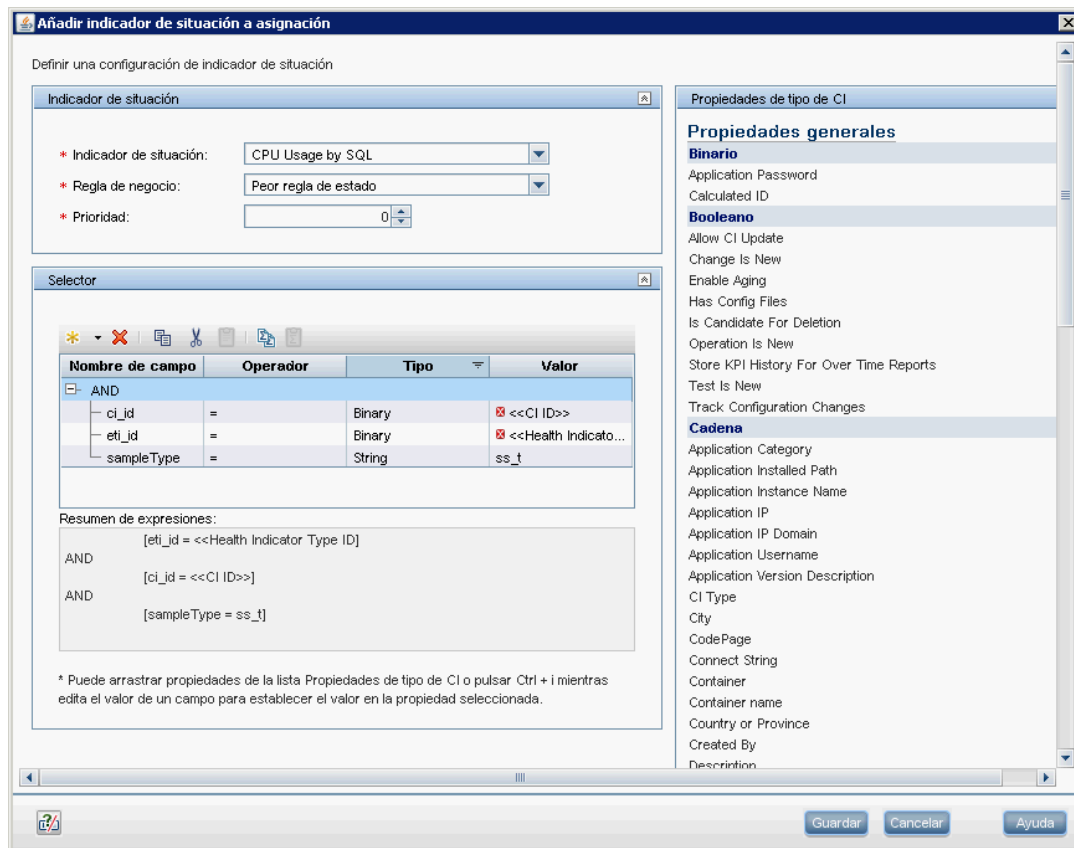 Añadir indicador de situación a asignación
Definir una configuración de indicador de situación
Indicador de situación
* Indicador de situación: CPU Usage by SQL
* Regla de negocio: Peor regla de estado
* Prioridad: 0
Selector
Nombre de campo Operador Tipo Valor
AND
ci_id = Binary <<CI ID>>
eti_id = Binary <<Health Indicato...
sampleType = String ss_t
Resumen de expresiones:
[eti_id = <<Health Indicator Type ID]
AND
[ci_id = <<CI ID>>]
AND
[sampleType = ss_t]
* Puede arrastrar propiedades de la lista Propiedades de tipo de CI o pulsar Ctrl + i mientras
edita el valor de un campo para establecer el valor en la propiedad seleccionada.
Propiedades de tipo de CI
Propiedades generales
Binario
Application Password
Calculated ID
Booleano
Allow CI Update
Change Is New
Enable Aging
Has Config Files
Is Candidate For Deletion
Operation Is New
Store KPI History For Over Time Reports
Test Is New
Track Configuration Changes
Cadena
Application Category
Application Installed Path
Application Instance Name
Application IP
Application IP Domain
Application Username
Application Version Description
CI Type
City
CodePage
Connect String
Container
Container name
Country or Province
Created By
Description
Guardar Cancelar Ayuda